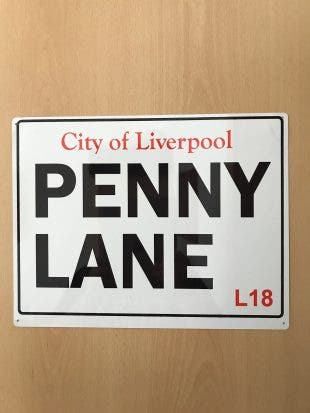 City of Liverpool
PENNY
LANE
L18